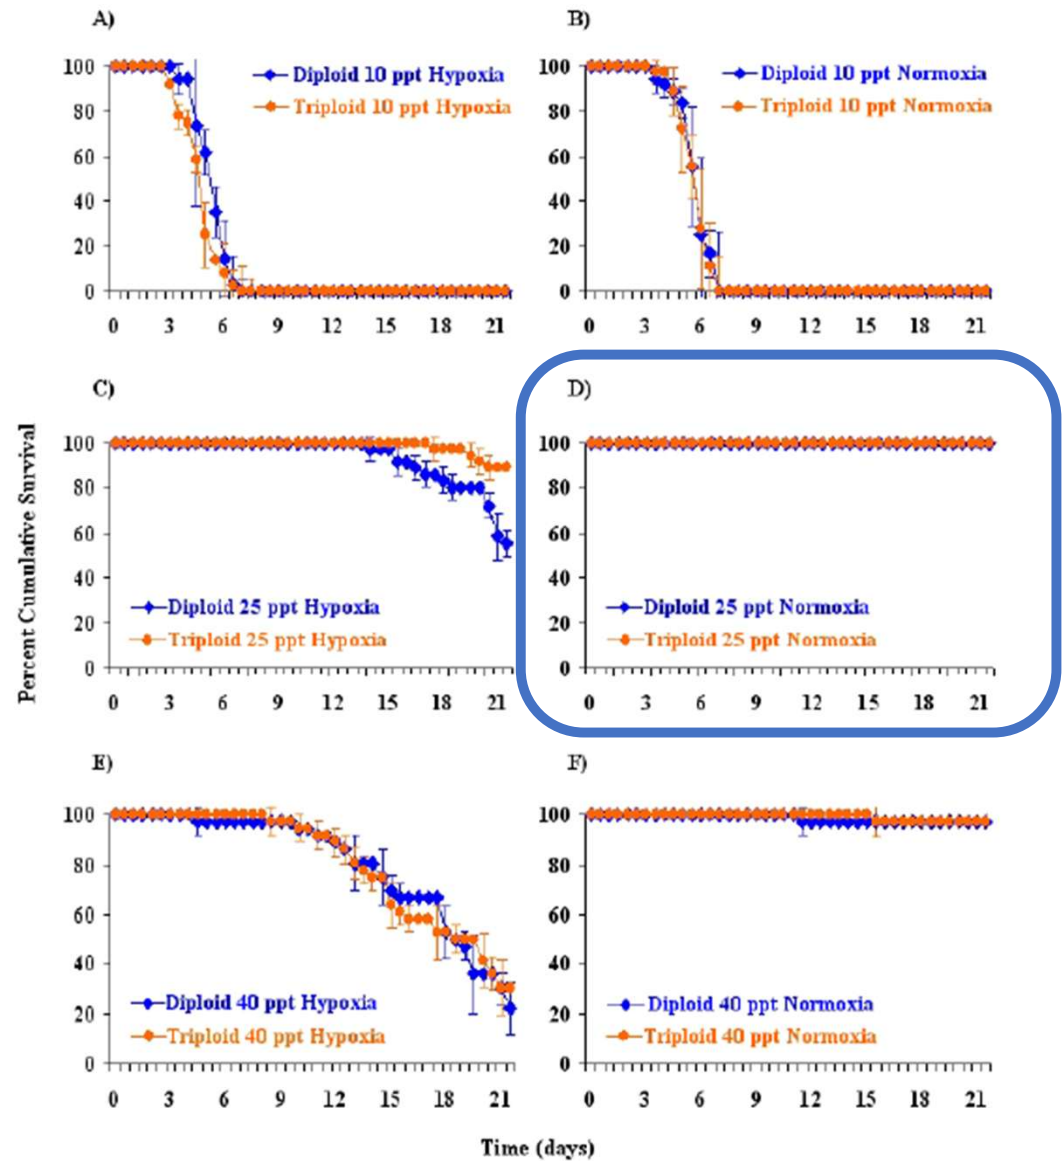 A)
B)
100
80
60
40
20
0
Diploid 10 ppt Hypoxia
Triploid 10 ppt Hypoxia
0 3 6 9 12 15 18 21
100
80
60
40
20
0
Diploid 10 ppt Normoxia
Triploid 10 ppt Normoxia
0 3 6 9 12 15 18 21
Percent Cumulative Survival
C)
100
80
60
40
20
0
Diploid 25 ppt Hypoxia
Triploid 25 ppt Hypoxia
0 3 6 9 12 15 18 21
D)
100
80
60
40
20
0
Diploid 25 ppt Normoxia
Triploid 25 ppt Normoxia
0 3 6 9 12 15 18 21
E)
100
80
60
40
20
0
Diploid 40 ppt Hypoxia
Triploid 40 ppt Hypoxia
0 3 6 9 12 15 18 21
F)
100
80
60
40
20
0
Diploid 40 ppt Normoxia
Triploid 40 ppt Normoxia
0 3 6 9 12 15 18 21
Time (days)